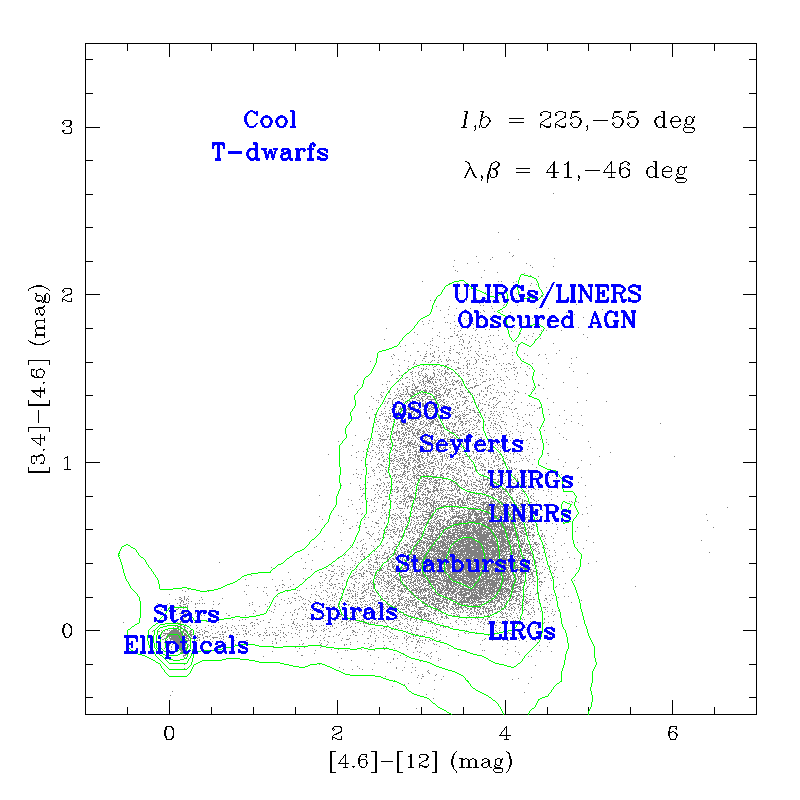 Cool
T-dwarfs
l,b = 225,-55 deg
λ,β = 41,-46 deg
ULIRGs/LINERS
Obscured AGN
QSOs
Seyferts
ULIRGs
LINERs
Starbursts
Spirals
Stars
LIRGs
Ellipticals
3
2
1
0
[3.4]-[4.6] (mag)
0 2 4 6
[4.6]-[12] (mag)